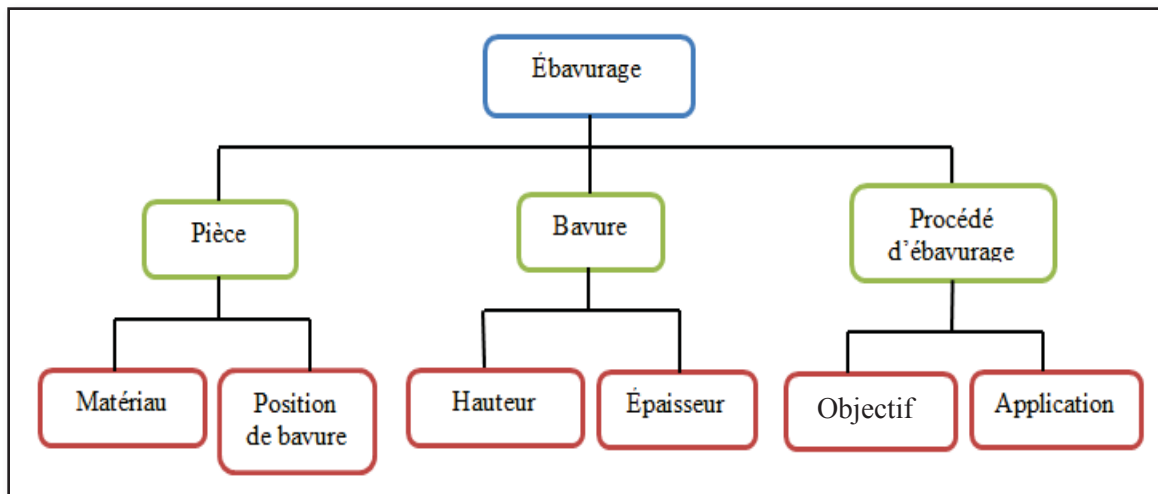 Ébavurage
Pièce
Bavure
Procédé
d'ébavurage
Matériau
Position
de bavure
Hauteur
Épaisseur
Objectif
Application